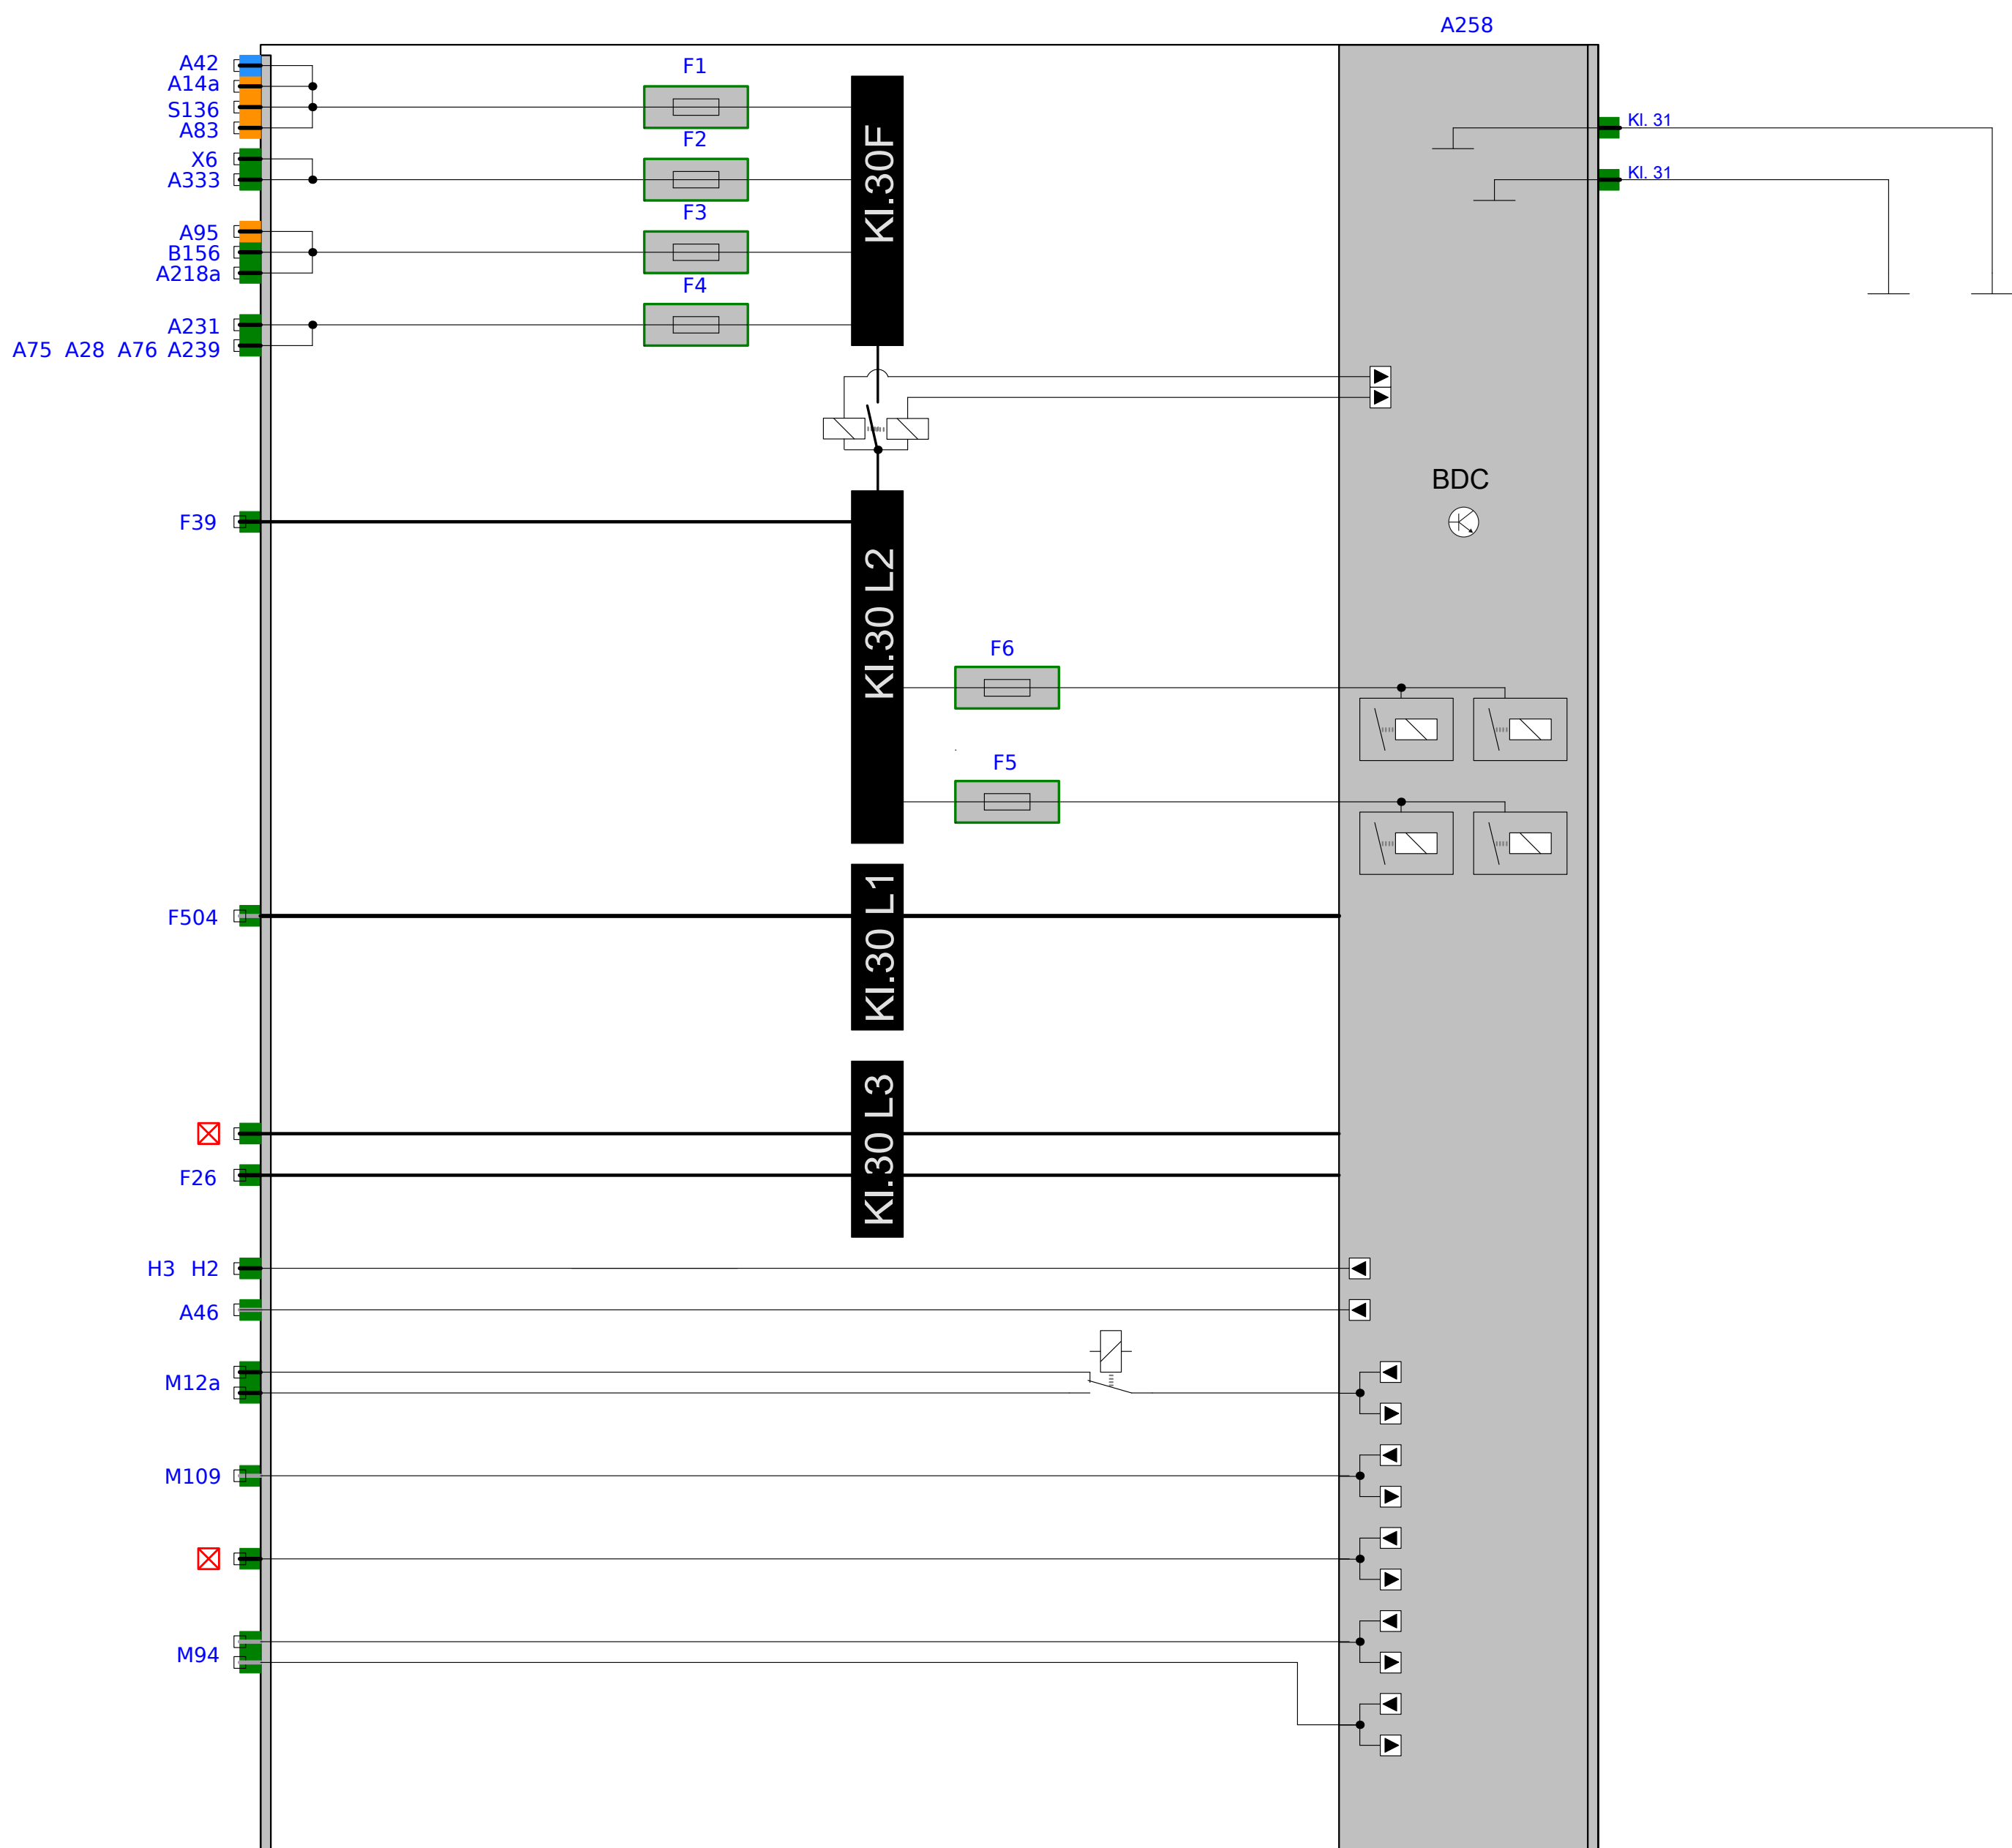 A258
A42
F1
A14a
S136
A83
Kl. 31
F2
X6
A333
Kl. 31
Kl.30F
F3
A95
B156
A218a
F4
A231
A75 A28 A76 A239
BDC
F39
Kl.30 L2
F6
F5
F504
Kl.30 L1
Kl.30 L3
F26
H3 H2
A46
M12a
M109
M94